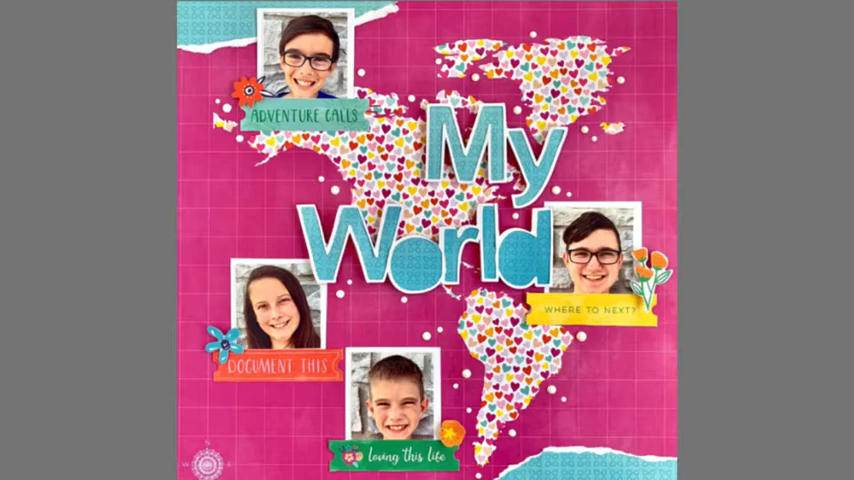 ADVENTURE CALLS
My
World
WHERE TO NEXT?
DOCUMENT THIS
loving this life
N
W E